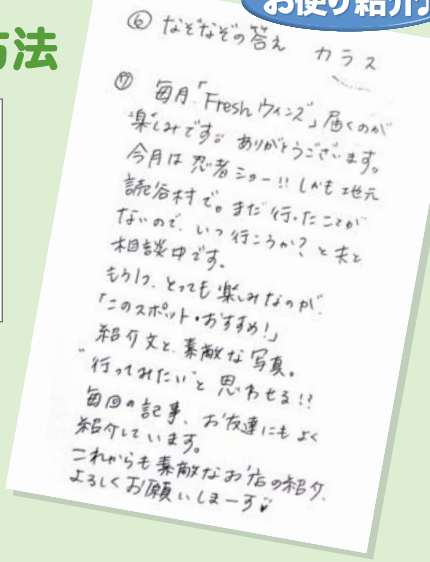 方法
お便り紹介
⑥ なぞなぞの答え カラス
⑦ 毎月「Freshウィンズ」届くのが
楽しみです。ありがとうございます。
今月は忍者ショー!! しかも地元
読谷村で。まだ行ったことが
ないので、いつ行こうか?と夫と
相談中です。
もう1つ、とっても楽しみなのが、
「このスポット・おすすめ!」
紹介文と、素敵な写真。
"行ってみたい"と思わせる!?
毎回の記事、お友達にもよく
紹介しています。
これからも素敵なお店の紹介、
よろしくお願いしまーす♥